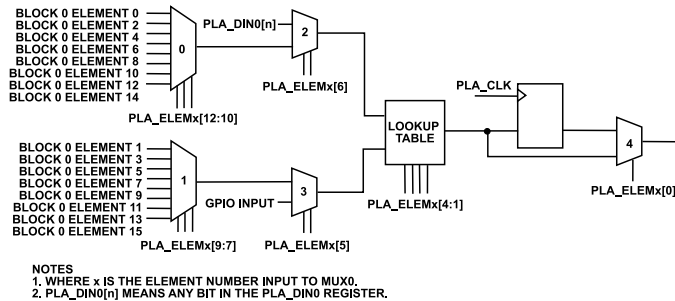 BLOCK 0 ELEMENT 0
BLOCK 0 ELEMENT 2
BLOCK 0 ELEMENT 4
BLOCK 0 ELEMENT 6
BLOCK 0 ELEMENT 8
BLOCK 0 ELEMENT 10
BLOCK 0 ELEMENT 12
BLOCK 0 ELEMENT 14
0
PLA_ELEMx[12:10]
PLA_DIN0[n]
2
PLA_ELEMx[6]
BLOCK 0 ELEMENT 1
BLOCK 0 ELEMENT 3
BLOCK 0 ELEMENT 5
BLOCK 0 ELEMENT 7
BLOCK 0 ELEMENT 9
BLOCK 0 ELEMENT 11
BLOCK 0 ELEMENT 13
BLOCK 0 ELEMENT 15
1
PLA_ELEMx[9:7]
GPIO INPUT
3
PLA_ELEMx[5]
LOOKUP
TABLE
PLA_ELEMx[4:1]
PLA_CLK
4
PLA_ELEMx[0]
NOTES
1. WHERE x IS THE ELEMENT NUMBER INPUT TO MUX0.
2. PLA_DIN0[n] MEANS ANY BIT IN THE PLA_DIN0 REGISTER.